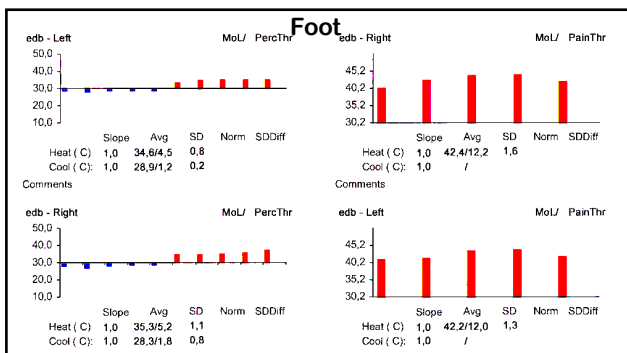 Foot
edb - Left MoL/ PercThr
50,0
40,0
30,0
20,0
10,0
Slope Avg SD Norm SDDiff
Heat ( C) 1,0 34,6/4,5 0,8
Cool ( C): 1,0 28,9/1,2 0,2
Comments
edb - Right MoL/ PainThr
45,2
40,2
35,2
30,2
Slope Avg SD Norm SDDiff
Heat ( C) 1,0 42,4/12,2 1,6
Cool ( C): 1,0 /
Comments
edb - Right MoL/ PercThr
50,0
40,0
30,0
20,0
10,0
Slope Avg SD Norm SDDiff
Heat ( C) 1,0 35,3/5,2 1,1
Cool ( C): 1,0 28,3/1,8 0,8
edb - Left MoL/ PainThr
45,2
40,2
35,2
30,2
Slope Avg SD Norm SDDiff
Heat ( C) 1,0 42,2/12,0 1,3
Cool ( C): 1,0 /